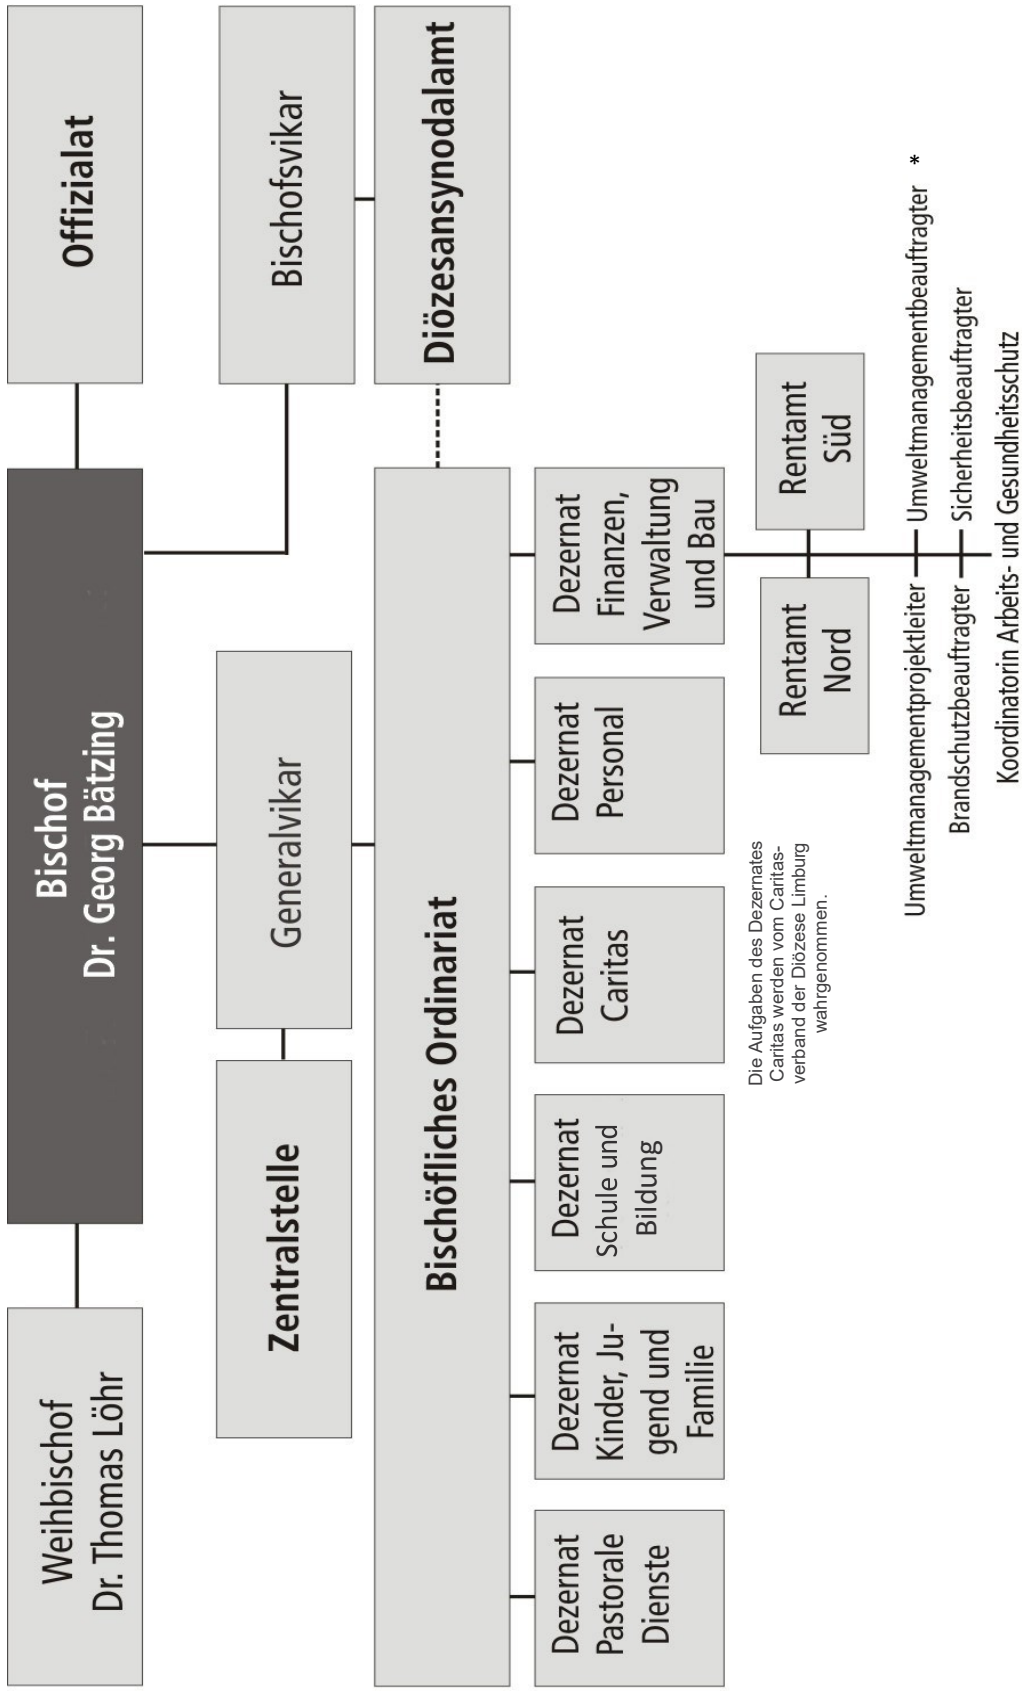 Weihbischof
Dr. Thomas Löhr
Bischof
Dr. Georg Bätzing
Offizialat
Zentralstelle
Generalvikar
Bischofsvikar
Bischöfliches Ordinariat
Diözesansynodalamt
Dezernat
Pastorale
Dienste
Dezernat
Kinder, Ju-
gend und
Familie
Dezernat
Schule und
Bildung
Dezernat
Caritas
Dezernat
Personal
Dezernat
Finanzen,
Verwaltung
und Bau
Die Aufgaben des Dezernates
Caritas werden vom Caritas-
verband der Diözese Limburg
wahrgenommen.
Rentamt
Nord
Rentamt
Süd
Umweltmanagementprojektleiter
Umweltmanagementbeauftragter *
Brandschutzbeauftragter
Sicherheitsbeauftragter
Koordinatorin Arbeits- und Gesundheitsschutz